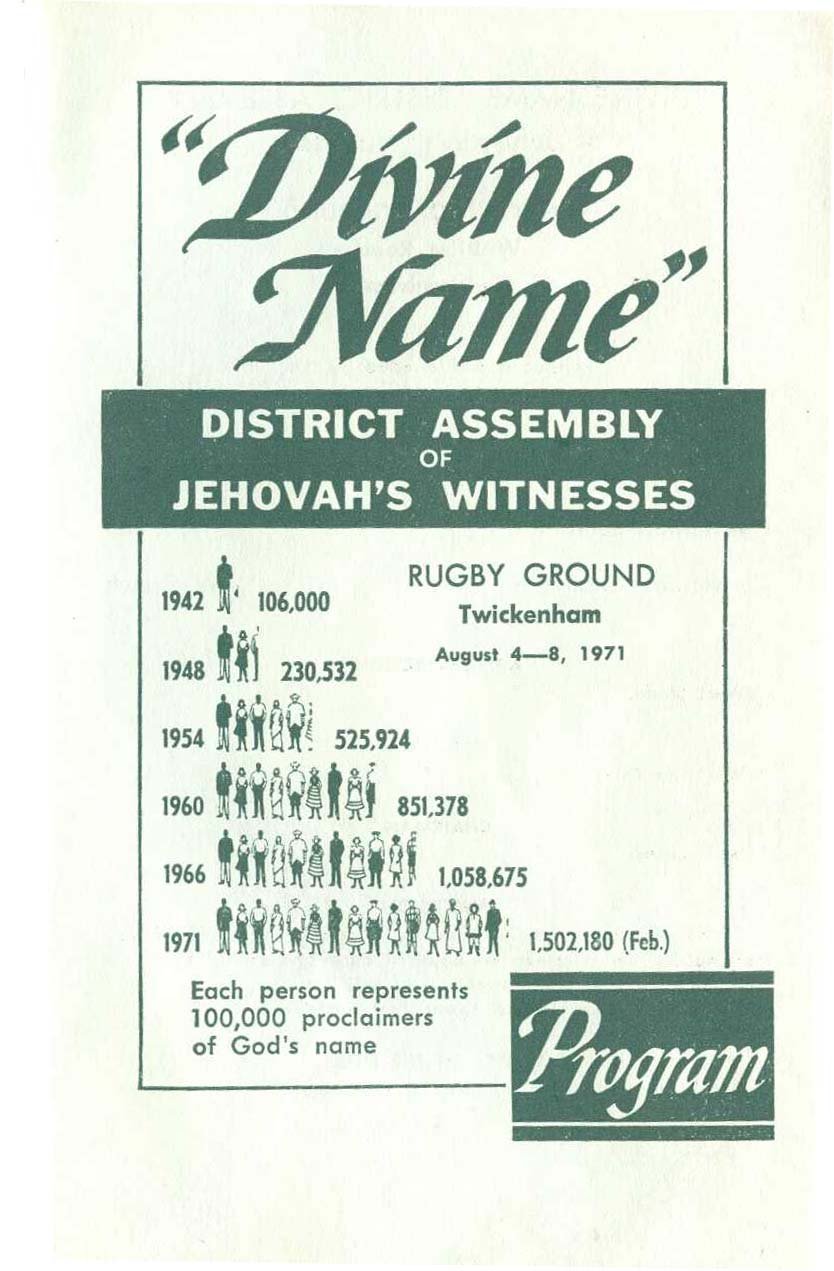 "Divine
Name"
DISTRICT ASSEMBLY
OF
JEHOVAH'S WITNESSES
RUGBY GROUND
Twickenham
August 4—8, 1971
1942 106,000
1948 230,532
1954 525,924
1960 851,378
1966 1,058,675
1971 1,502,180 (Feb.)
Each person represents
100,000 proclaimers
of God's name
Program